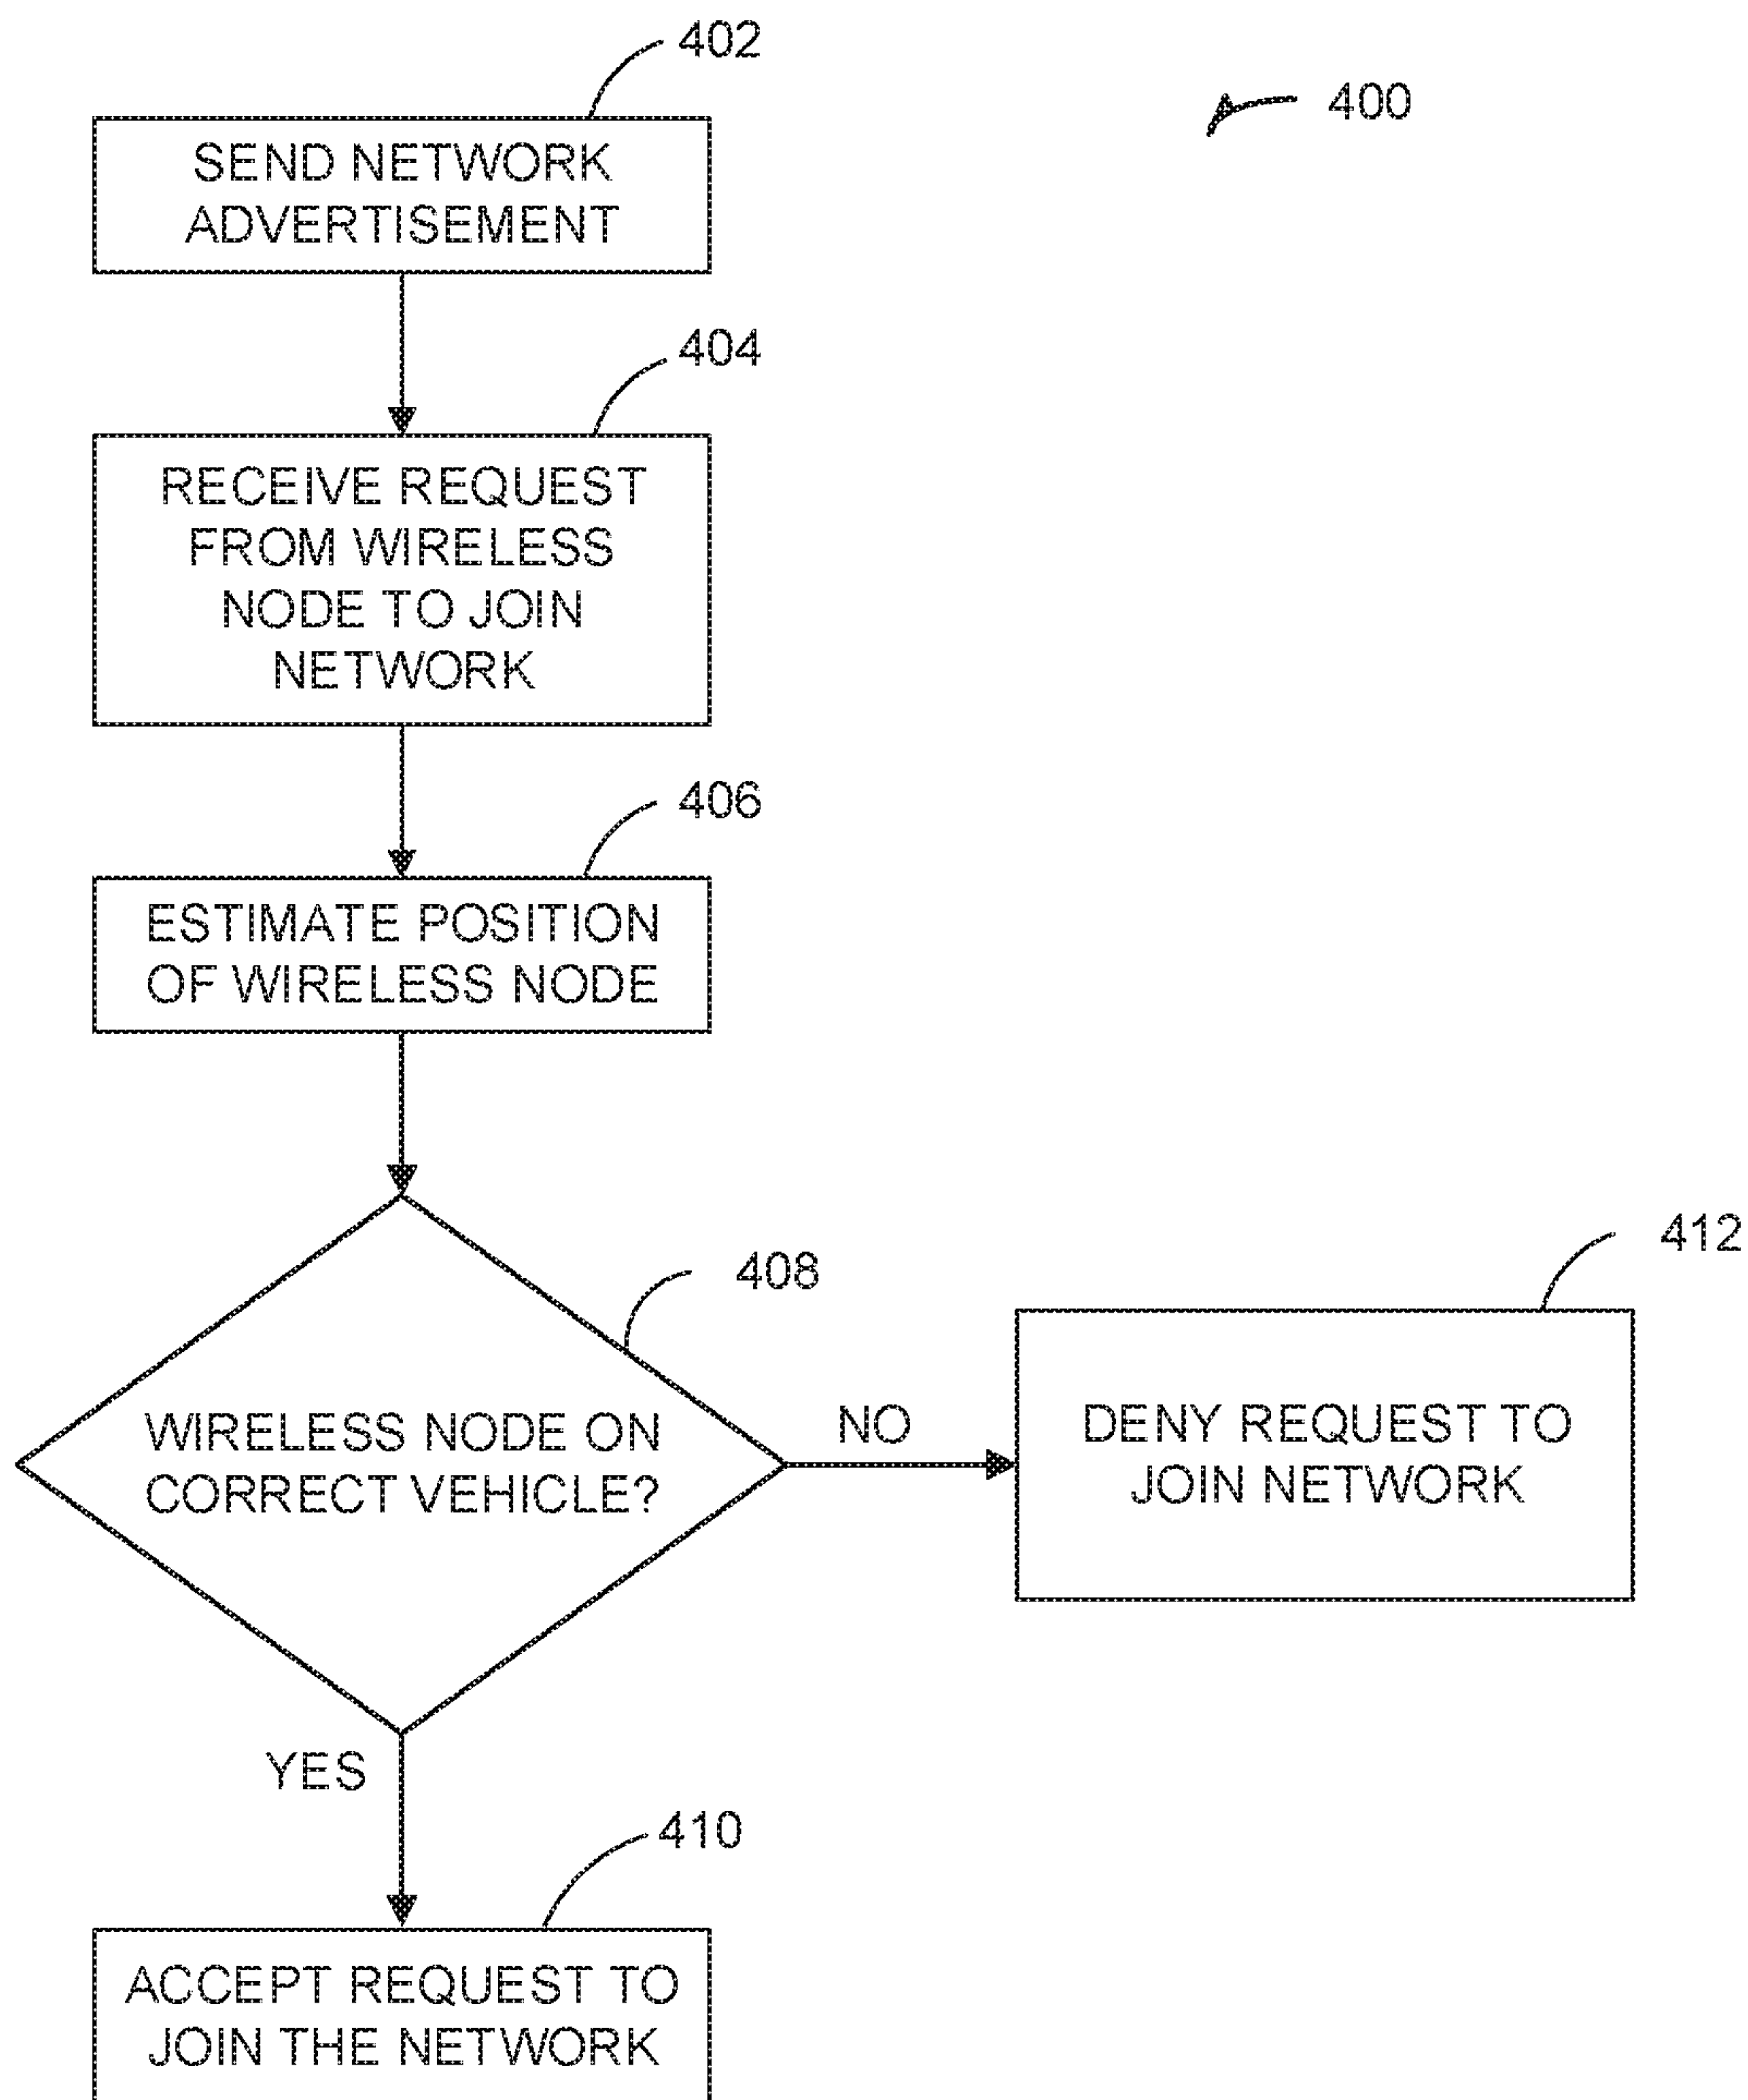 402
400
SEND NETWORK
ADVERTISEMENT
404
RECEIVE REQUEST
FROM WIRELESS
NODE TO JOIN
NETWORK
406
ESTIMATE POSITION
OF WIRELESS NODE
408
WIRELESS NODE ON
CORRECT VEHICLE?
NO
412
DENY REQUEST TO
JOIN NETWORK
YES
410
ACCEPT REQUEST TO
JOIN THE NETWORK